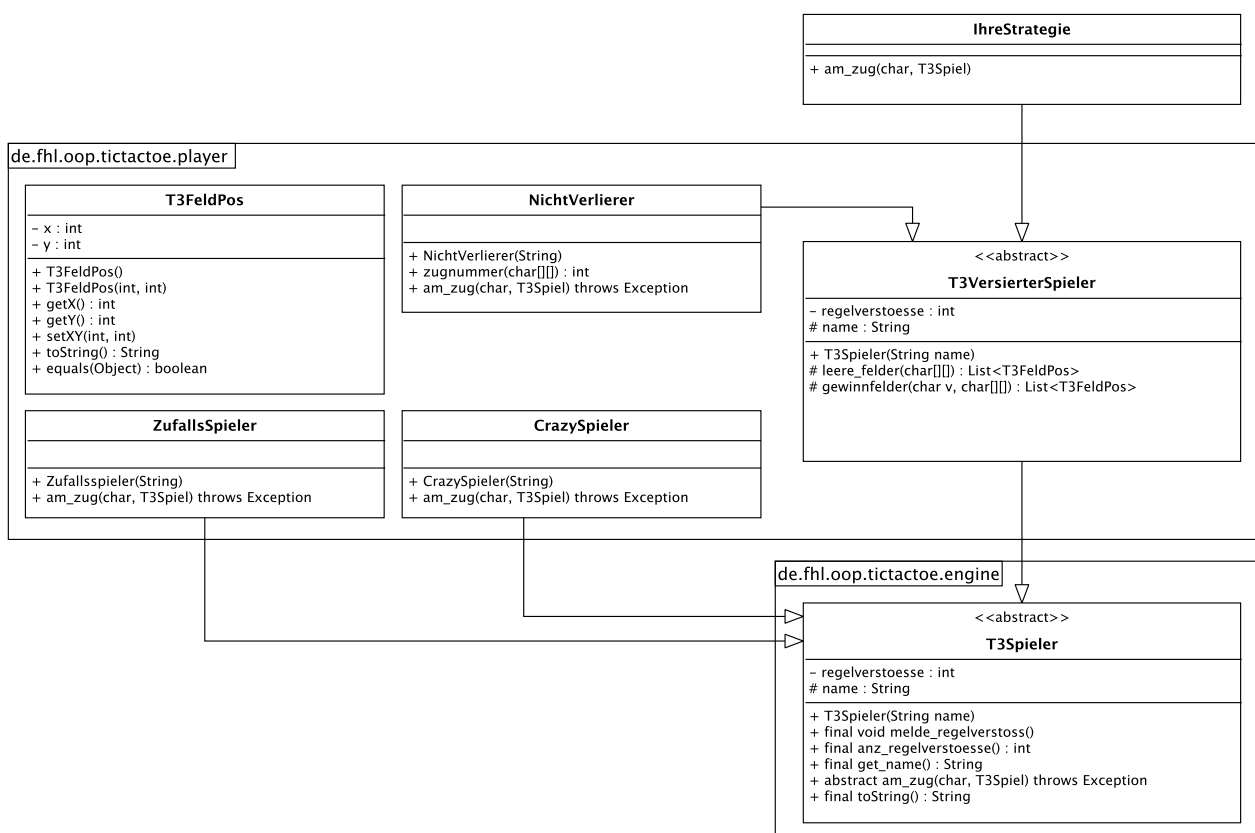 IhreStrategie
+ am_zug(char, T3Spiel)
de.fhl.oop.tictactoe.player
T3FeldPos
- x : int
- y : int
+ T3FeldPos()
+ T3FeldPos(int, int)
+ getX() : int
+ getY() : int
+ setXY(int, int)
+ toString() : String
+ equals(Object) : boolean
NichtVerlierer
+ NichtVerlierer(String)
+ zugnummer(char[][]) : int
+ am_zug(char, T3Spiel) throws Exception
<<abstract>>
T3VersierterSpieler
- regelverstoesse : int
# name : String
+ T3Spieler(String name)
# leere_felder(char[][]) : List<T3FeldPos>
# gewinnfelder(char v, char[][]) : List<T3FeldPos>
ZufallsSpieler
+ Zufallsspieler(String)
+ am_zug(char, T3Spiel) throws Exception
CrazySpieler
+ CrazySpieler(String)
+ am_zug(char, T3Spiel) throws Exception
de.fhl.oop.tictactoe.engine
<<abstract>>
T3Spieler
- regelverstoesse : int
# name : String
+ T3Spieler(String name)
+ final void melde_regelverstoss()
+ final anz_regelverstoesse() : int
+ final get_name() : String
+ abstract am_zug(char, T3Spiel) throws Exception
+ final toString() : String